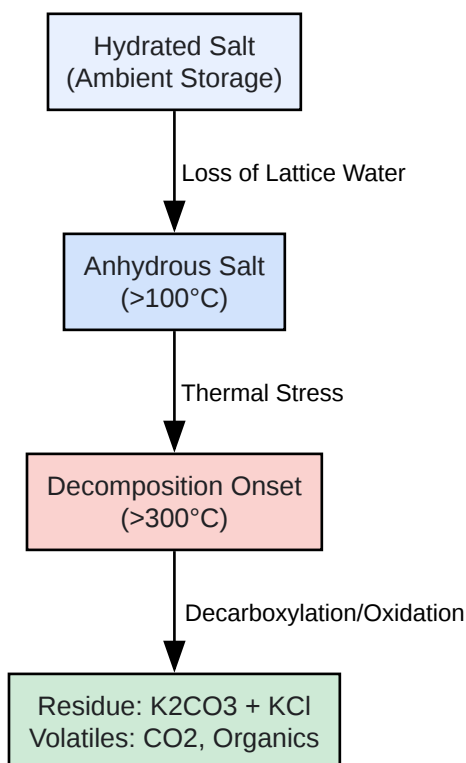 Hydrated Salt
(Ambient Storage)
Loss of Lattice Water
Anhydrous Salt
(>100°C)
Thermal Stress
Decomposition Onset
(>300°C)
Decarboxylation/Oxidation
Residue: K2CO3 + KCl
Volatiles: CO2, Organics